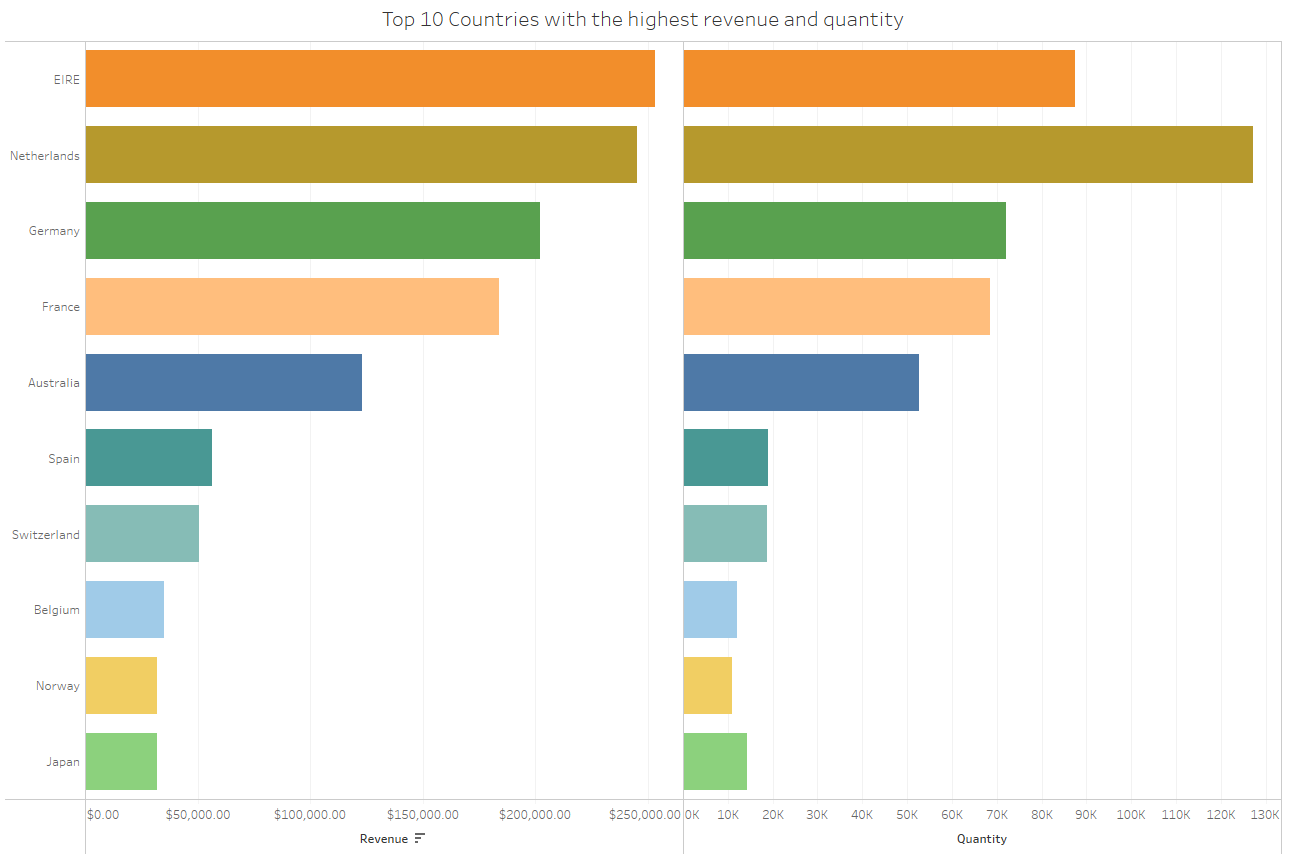 Top 10 Countries with the highest revenue and quantity
EIRE
Netherlands
Germany
France
Australia
Spain
Switzerland
Belgium
Norway
Japan
$0.00 $50,000.00 $100,000.00 $150,000.00 $200,000.00 $250,000.00 0K 10K 20K 30K 40K 50K 60K 70K 80K 90K 100K 110K 120K 130K
Revenue Quantity